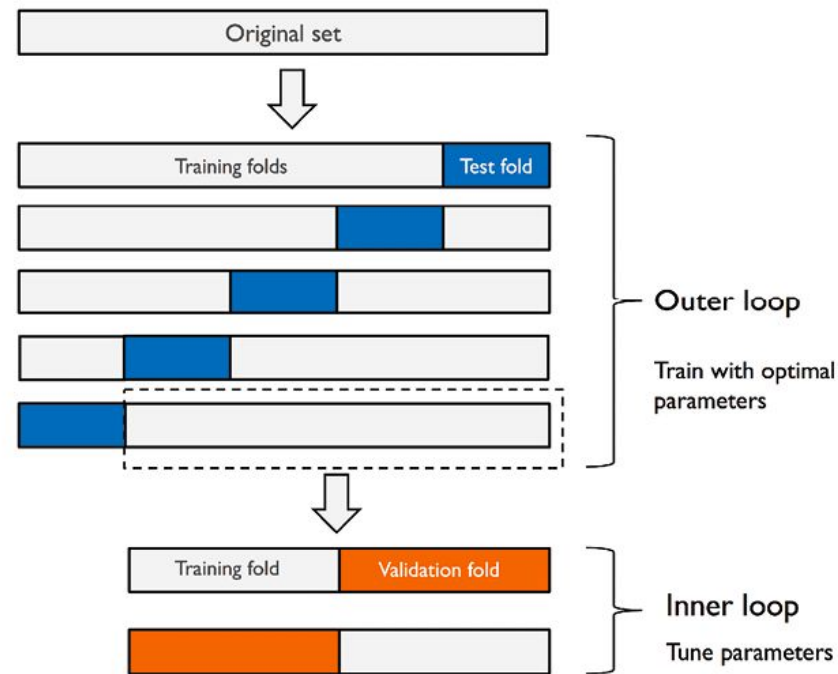 Original set
Training folds
Test fold
Outer loop
Train with optimal
parameters
Training fold
Validation fold
Inner loop
Tune parameters